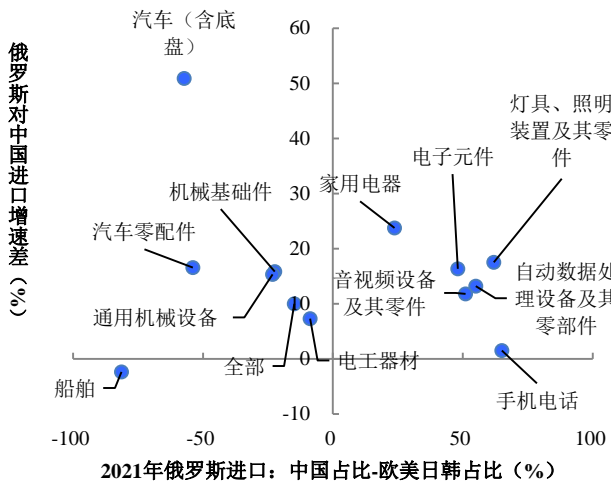 汽车（含底
盘）
60
50
40
30
20
10
0
-10
俄罗斯对中国进口增速差（%）
灯具、照明
装置及其零
件
电子元件
家用电器
机械基础件
汽车零配件
通用机械设备
音视频设备
及其零件
自动数据处
理设备及其
零部件
全部
电工器材
船舶
手机电话
-100
-50
0
50
100
2021年俄罗斯进口：中国占比-欧美日韩占比（%）